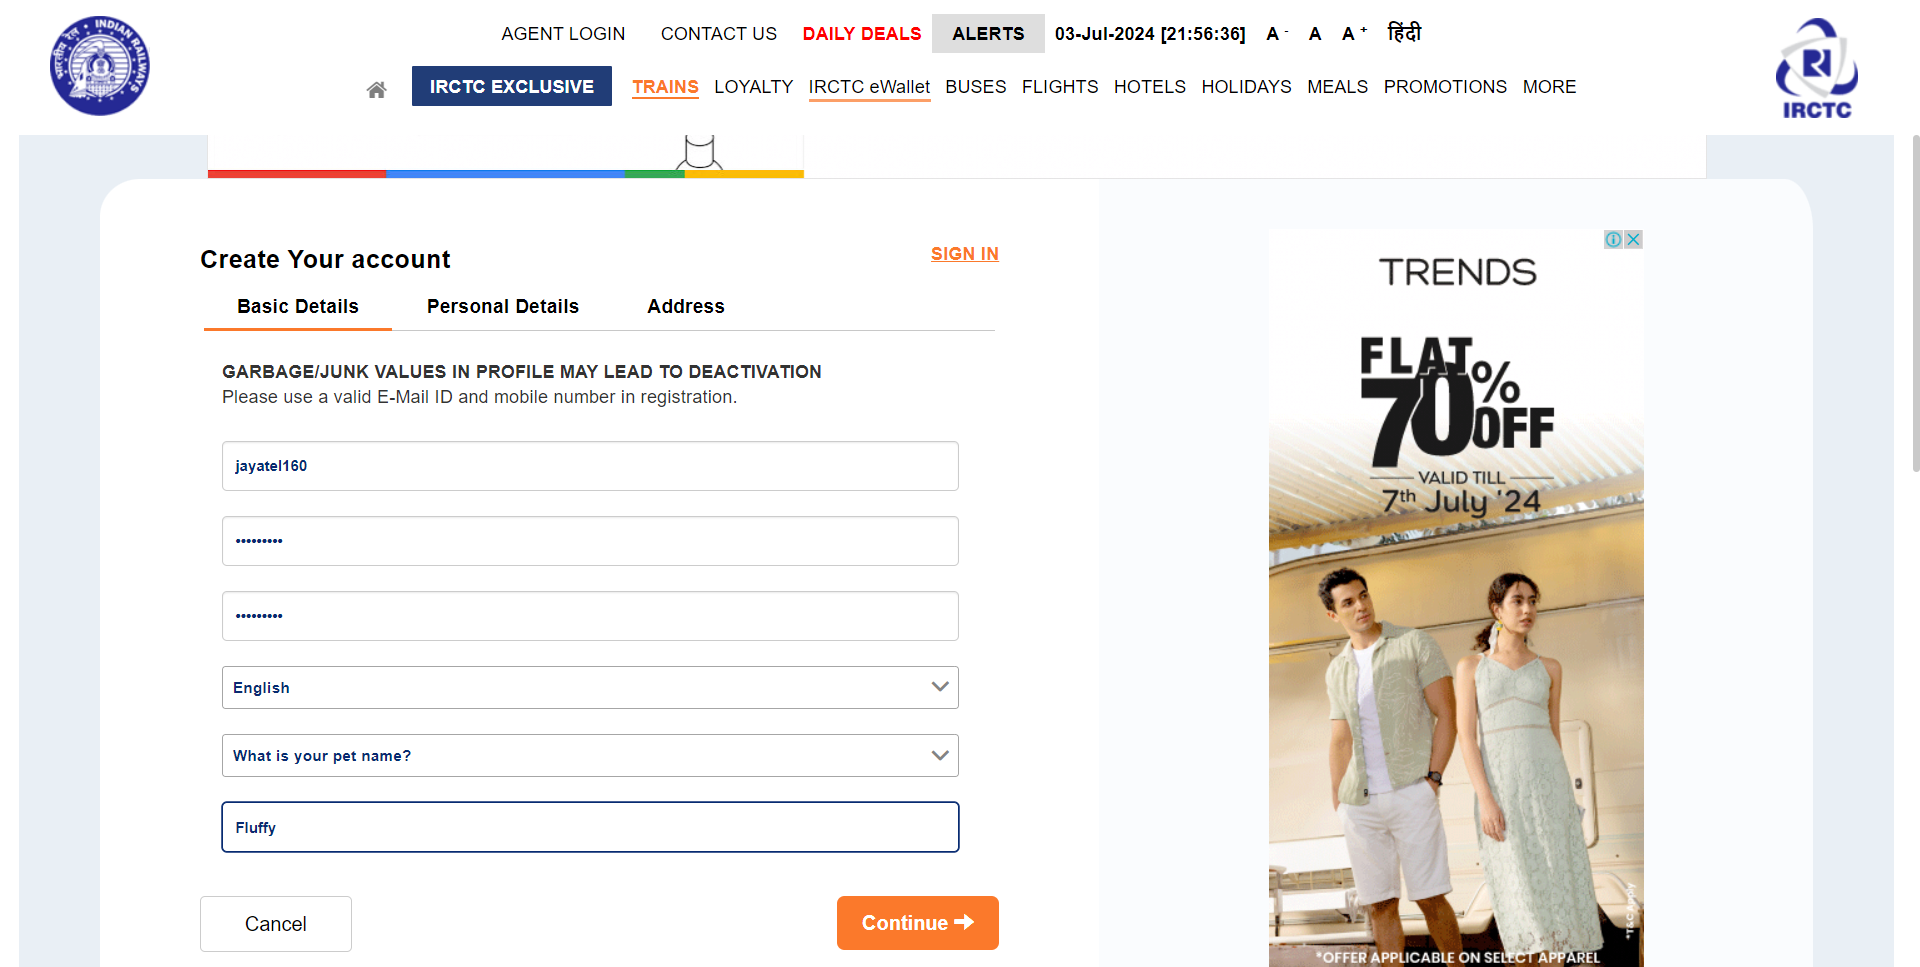 AGENT LOGIN CONTACT US DAILY DEALS ALERTS 03-Jul-2024 [21:56:36] A - A A + हिंदी
IRCTC EXCLUSIVE TRAINS LOYALTY IRCTC eWallet BUSES FLIGHTS HOTELS HOLIDAYS MEALS PROMOTIONS MORE
INDIAN RAILWAYS
भारतीय रेल
IRCTC
Create Your account
SIGN IN
Basic Details Personal Details Address
GARBAGE/JUNK VALUES IN PROFILE MAY LEAD TO DEACTIVATION
Please use a valid E-Mail ID and mobile number in registration.
jayatel160
•••••••••
•••••••••
English
What is your pet name?
Fluffy
Cancel
Continue
TRENDS
FLAT
70% OFF
VALID TILL
7th July '24
*T&C Apply
*OFFER APPLICABLE ON SELECT APPAREL